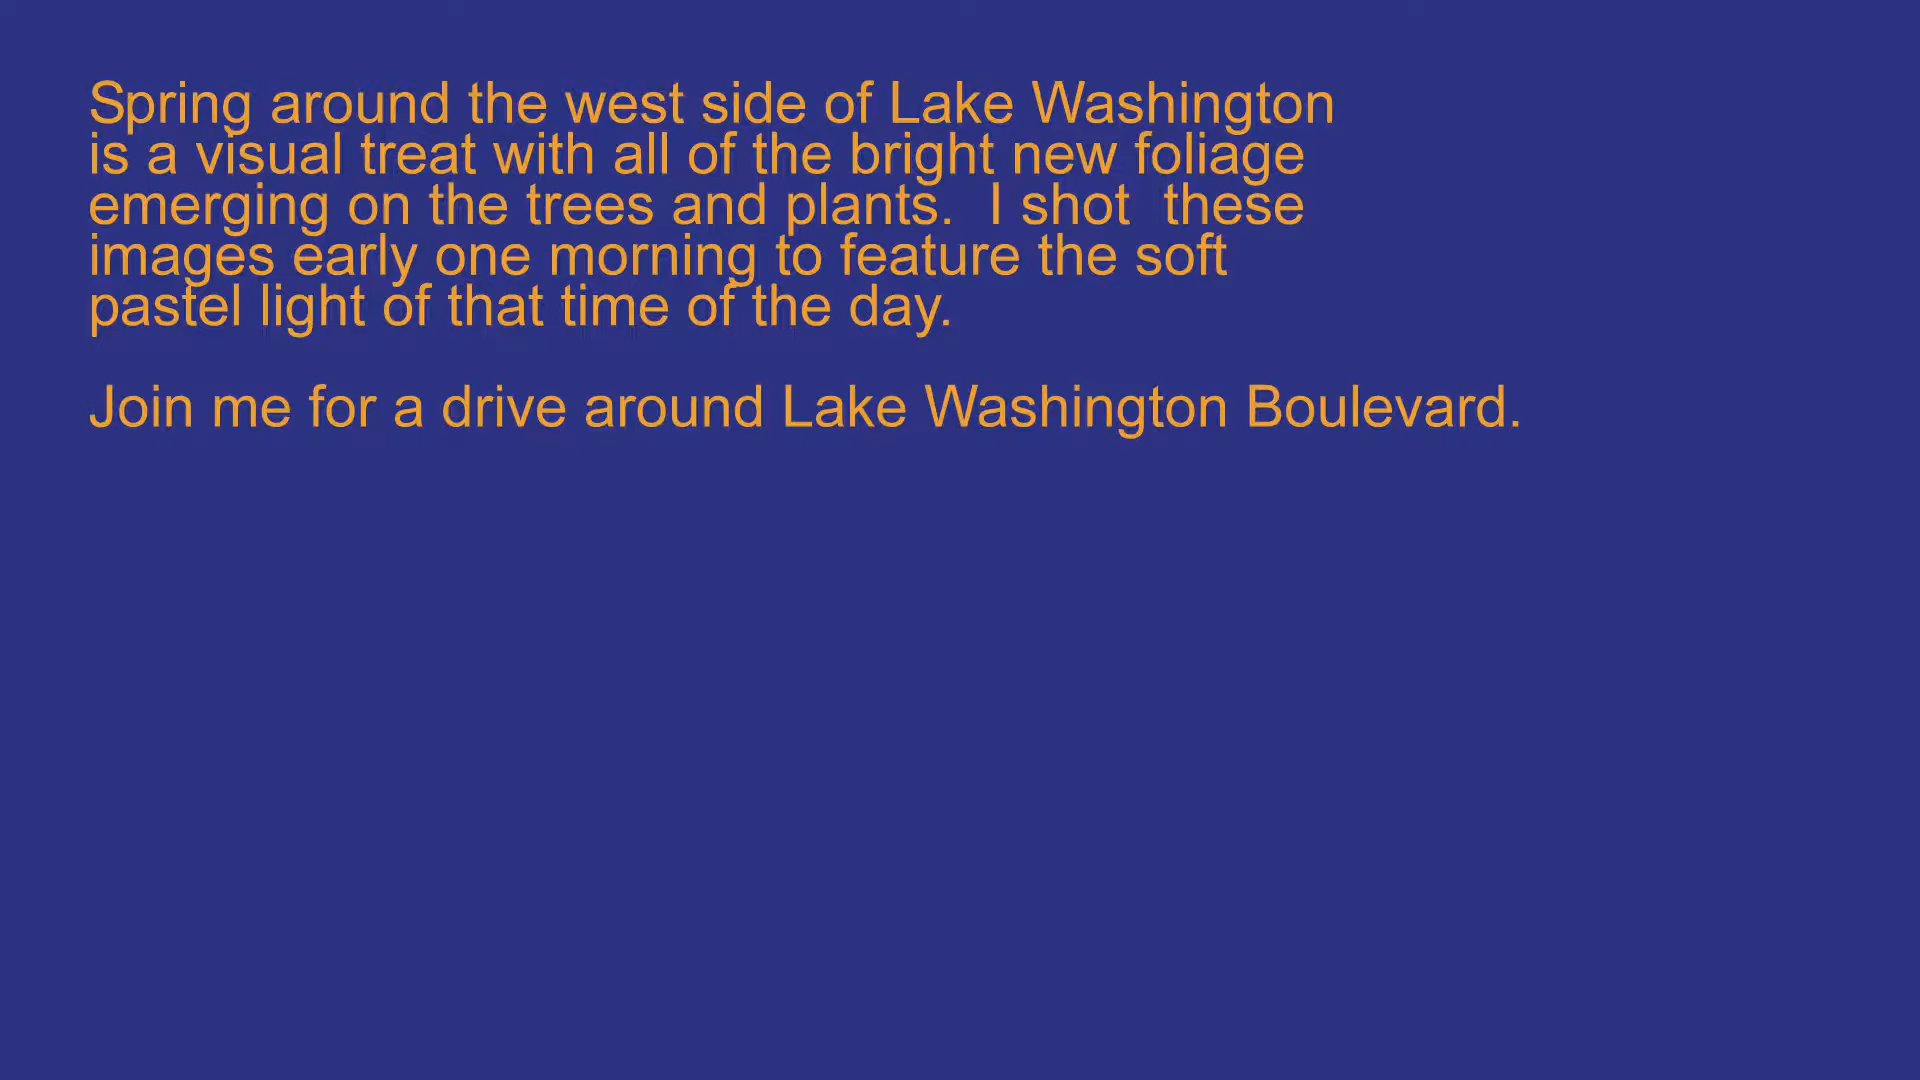 Spring around the west side of Lake Washington
is a visual treat with all of the bright new foliage
emerging on the trees and plants.  I shot  these
images early one morning to feature the soft
pastel light of that time of the day.
Join me for a drive around Lake Washington Boulevard.